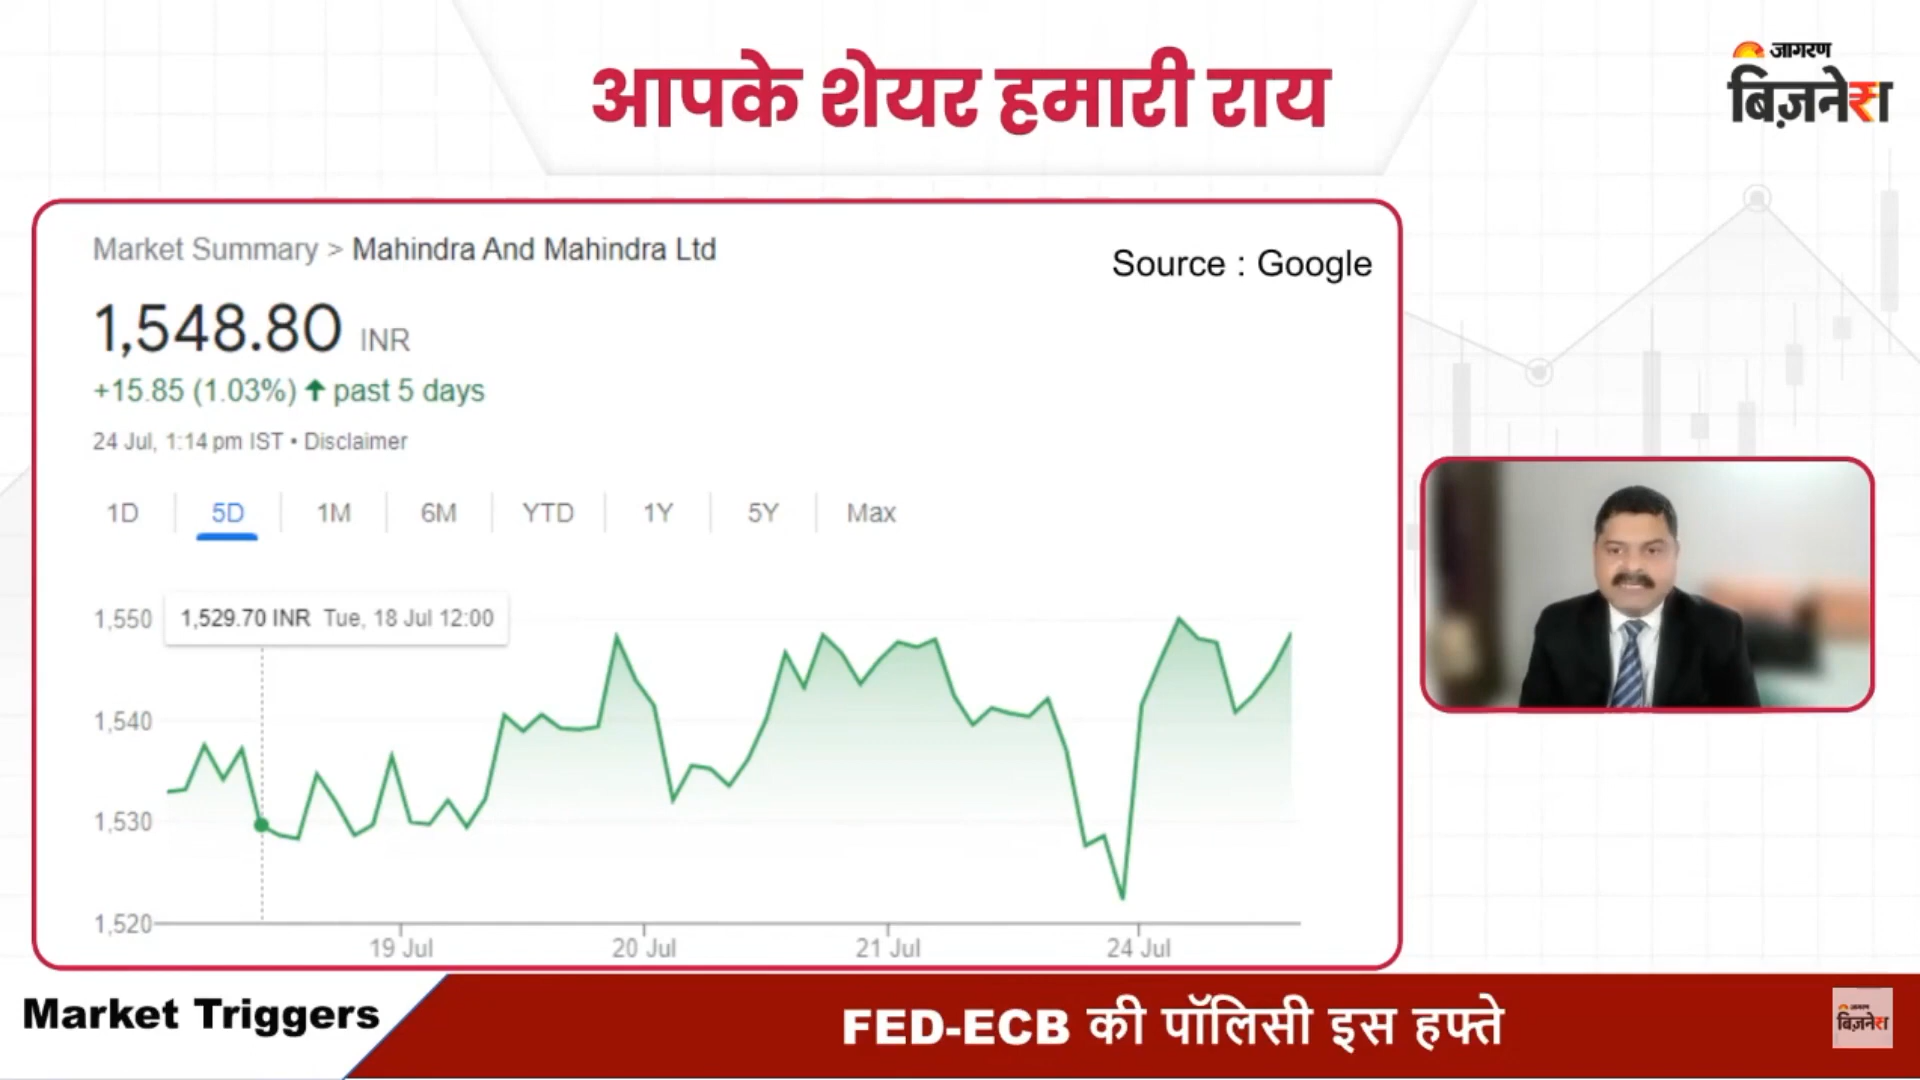 आपके शेयर हमारी राय
जागरण
बिज़नेस
Market Summary > Mahindra And Mahindra Ltd
Source : Google
1,548.80 INR
+15.85 (1.03%) ↑ past 5 days
24 Jul, 1:14 pm IST • Disclaimer
1D 5D 1M 6M YTD 1Y 5Y Max
1,550
1,529.70 INR Tue, 18 Jul 12:00
1,540
1,530
1,520
19 Jul 20 Jul 21 Jul 24 Jul
Market Triggers
FED-ECB की पॉलिसी इस हफ्ते
जागरण
बिज़नेस